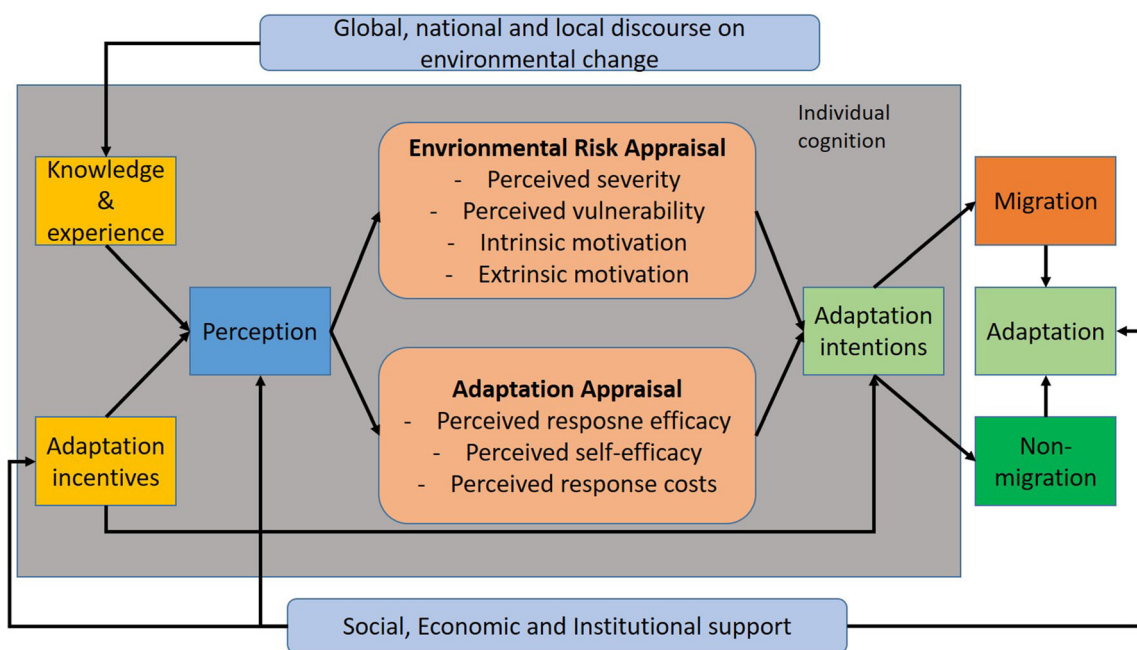 Global, national and local discourse on
environmental change
Individual
cognition
Knowledge
&
experience
Envrionmental Risk Appraisal
- Perceived severity
- Perceived vulnerability
- Intrinsic motivation
- Extrinsic motivation
Migration
Perception
Adaptation
intentions
Adaptation
Adaptation Appraisal
- Perceived resposne efficacy
- Perceived self-efficacy
- Perceived response costs
Adaptation
incentives
Non-
migration
Social, Economic and Institutional support